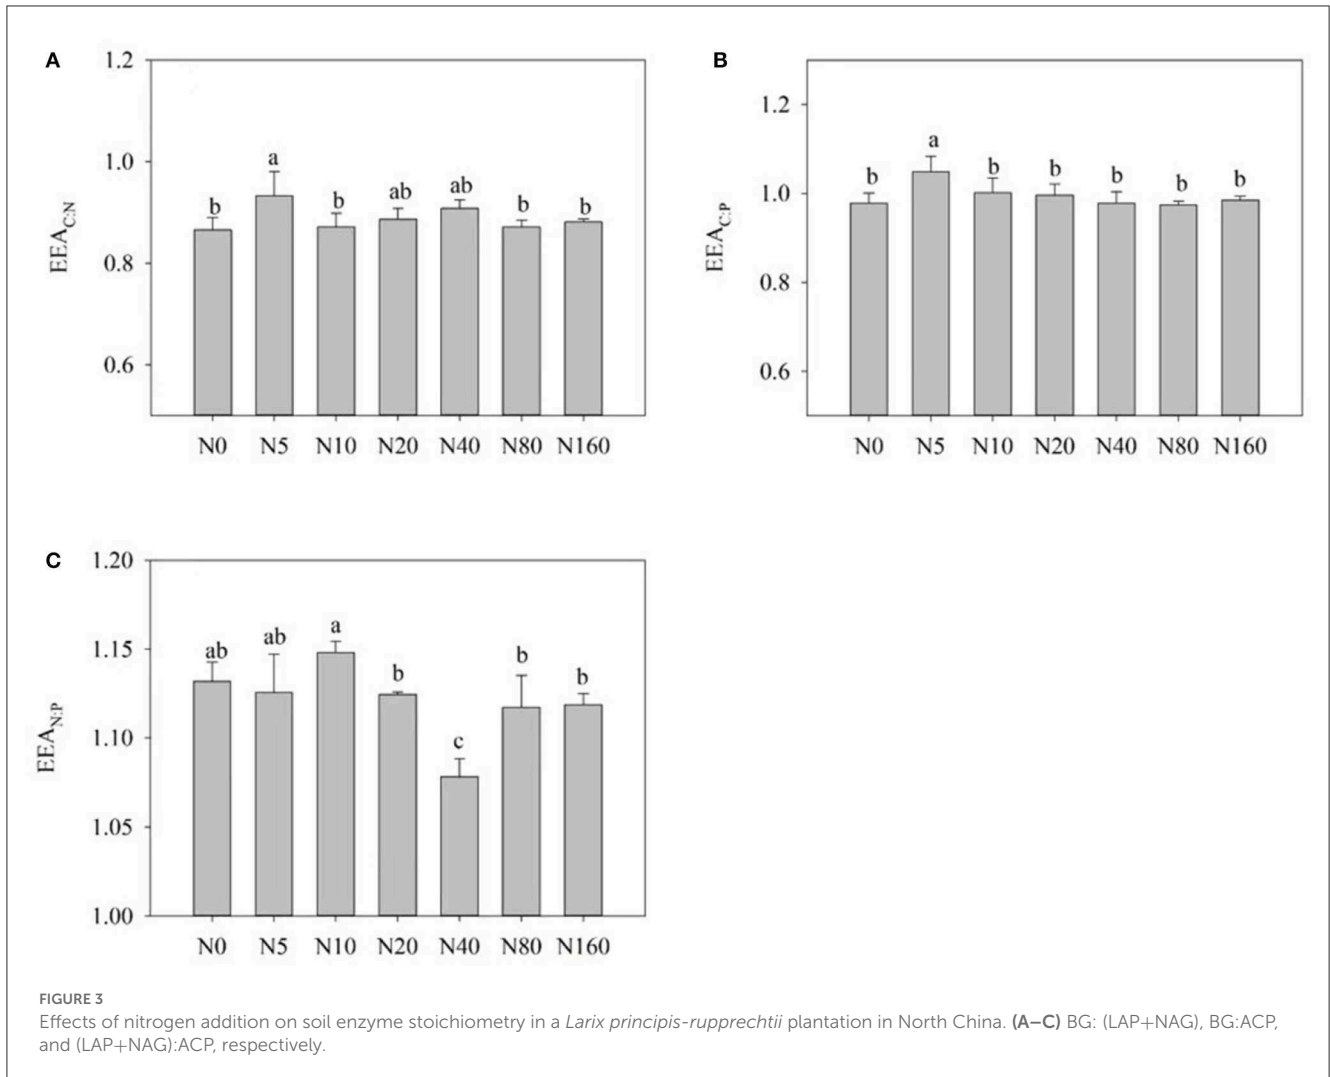 A
1.2
1.0
0.8
0.6
EEAC:N
b
a
b
ab
ab
b
b
N0 N5 N10 N20 N40 N80 N160
B
1.2
1.0
0.8
0.6
EEAC:P
b
a
b
b
b
b
b
N0 N5 N10 N20 N40 N80 N160
C
1.20
1.15
1.10
1.05
1.00
EEAN:P
ab
ab
a
b
c
b
b
N0 N5 N10 N20 N40 N80 N160
FIGURE 3
Effects of nitrogen addition on soil enzyme stoichiometry in a Larix principis-rupprechtii plantation in North China. (A–C) BG: (LAP+NAG), BG:ACP,
and (LAP+NAG):ACP, respectively.